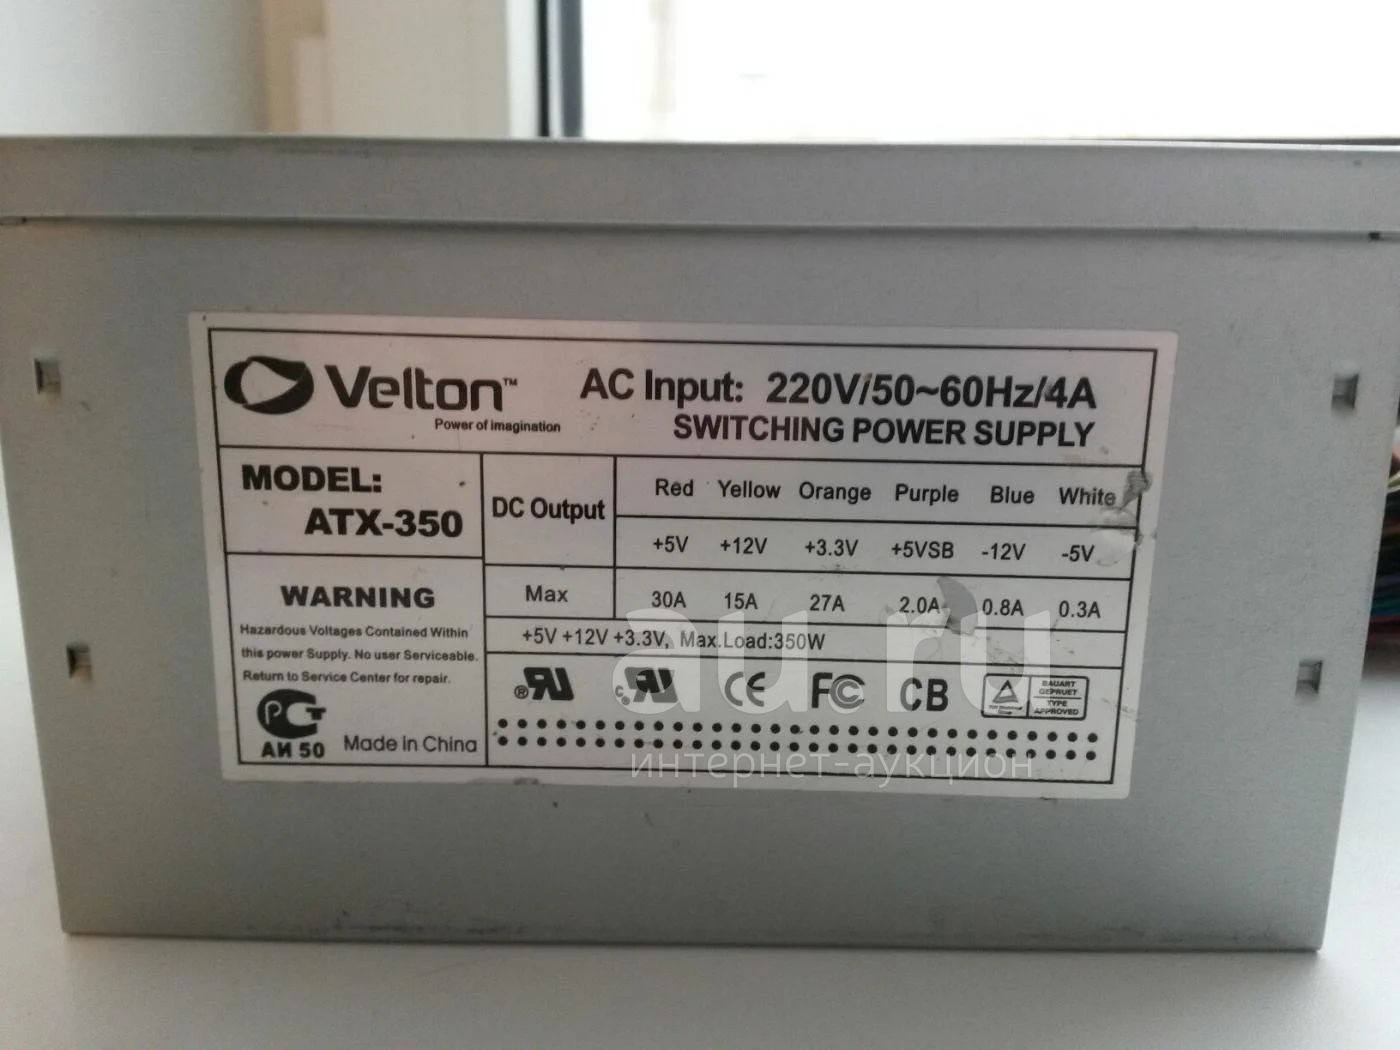 Velton™
Power of imagination
AC Input: 220V/50~60Hz/4A
SWITCHING POWER SUPPLY
MODEL:
ATX-350
DC Output
Red Yellow Orange Purple Blue White
+5V +12V +3.3V +5VSB -12V -5V
Max 30A 15A 27A 2.0A 0.8A 0.3A
+5V +12V +3.3V, Max.Load:350W
WARNING
Hazardous Voltages Contained Within
this power Supply. No user Serviceable.
Return to Service Center for repair.
РСТ
АИ 50
Made in China
® RU
c RU
CE
FC
CB
BAUART
GEPRUEFT
TYPE
APPROVED
au.ru
интернет-аукцион